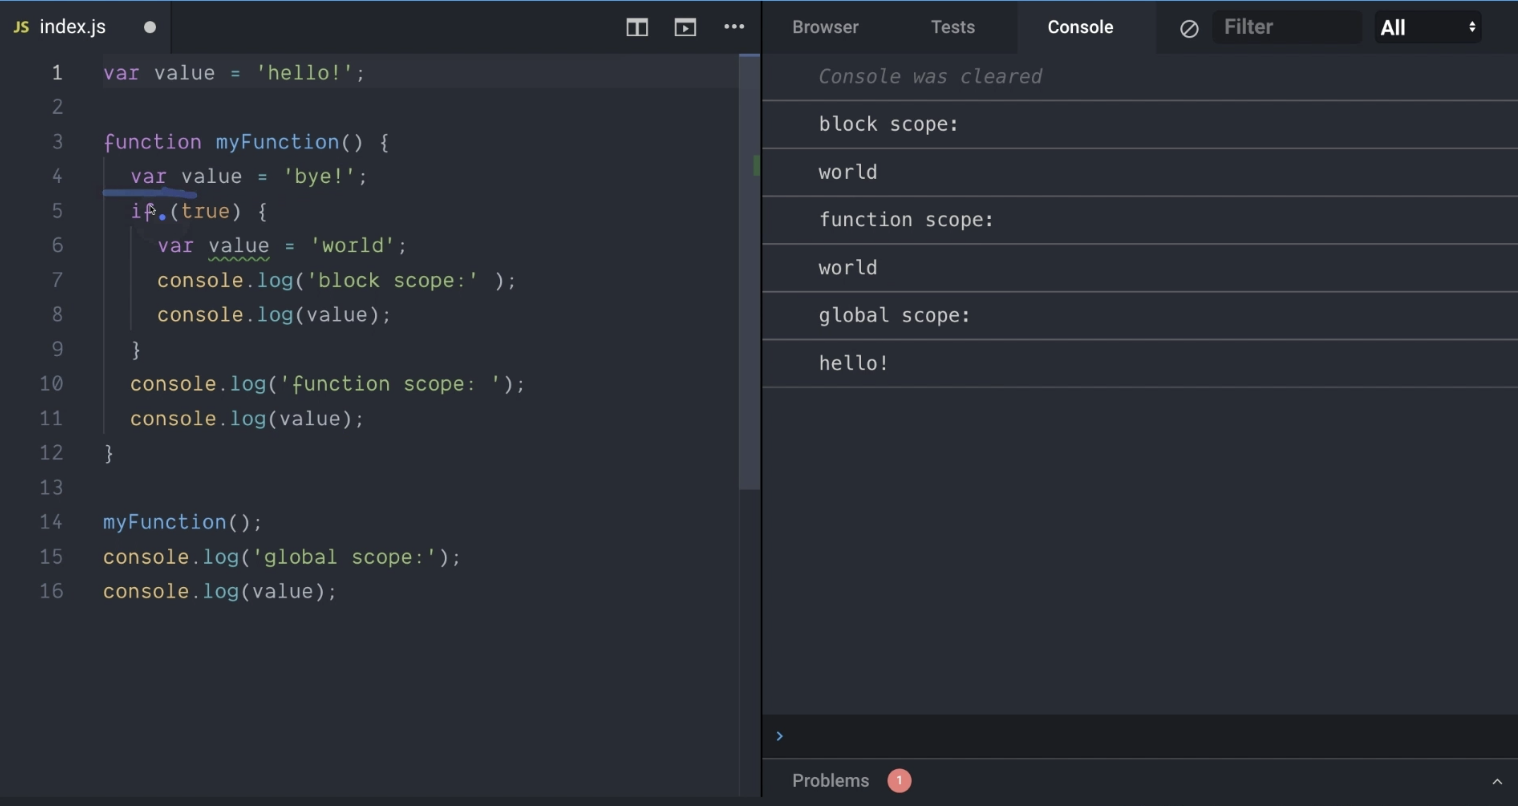 JS index.js
Browser Tests Console Filter All
1 var value = 'hello!';
2
3 function myFunction() {
4 var value = 'bye!';
5 if (true) {
6 var value = 'world';
7 console.log('block scope:' );
8 console.log(value);
9 }
10 console.log('function scope: ');
11 console.log(value);
12 }
13
14 myFunction();
15 console.log('global scope:');
16 console.log(value);
Console was cleared
block scope:
world
function scope:
world
global scope:
hello!
Problems 1